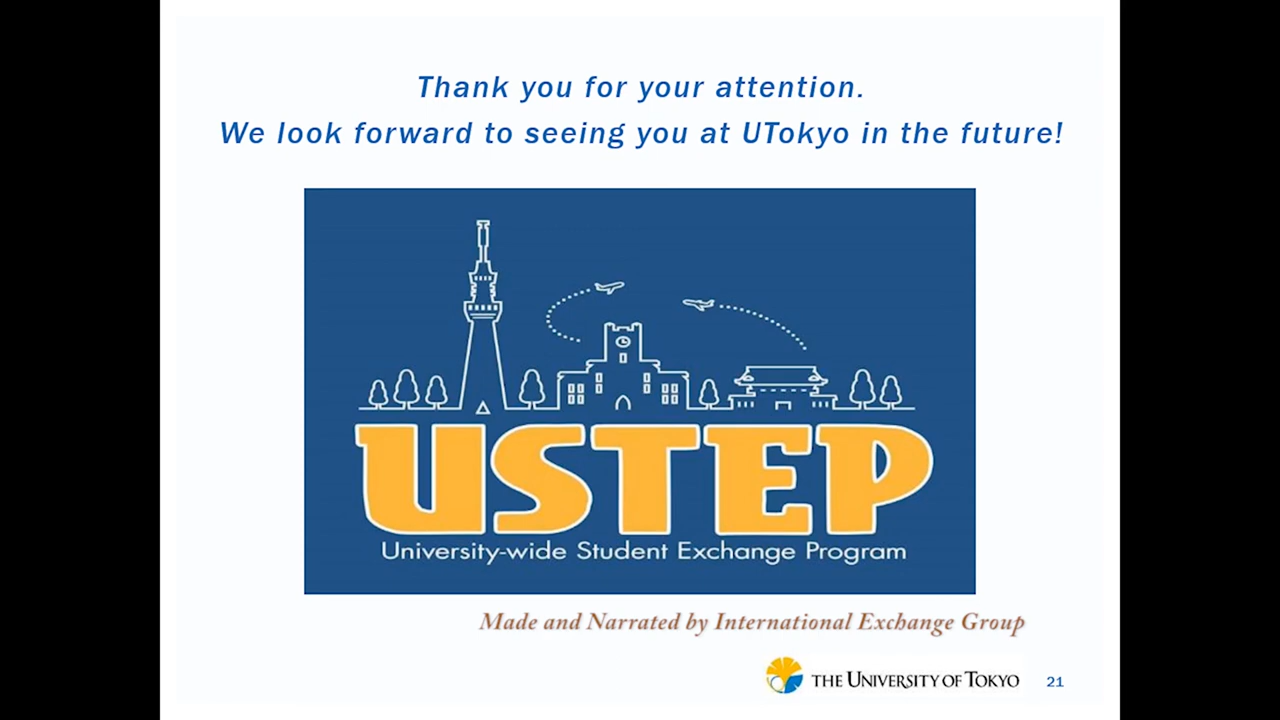 Thank you for your attention.
We look forward to seeing you at UTokyo in the future!
USTEP
University-wide Student Exchange Program
Made and Narrated by International Exchange Group
THE UNIVERSITY OF TOKYO
21